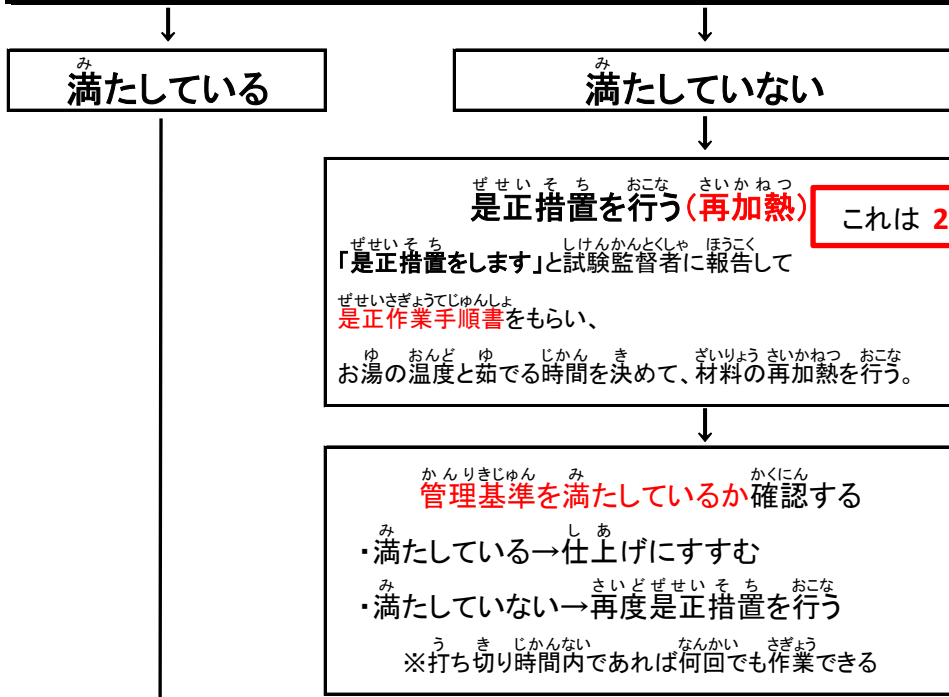 満たしている
満たしていない
是正措置を行う(再加熱)
これは 2
「是正措置をします」と試験監督者に報告して
是正作業手順書をもらい、
お湯の温度と茹でる時間を決めて、材料の再加熱を行う。
管理基準を満たしているか確認する
・満たしている→仕上げにすすむ
・満たしていない→再度是正措置を行う
※打ち切り時間内であれば何回でも作業できる